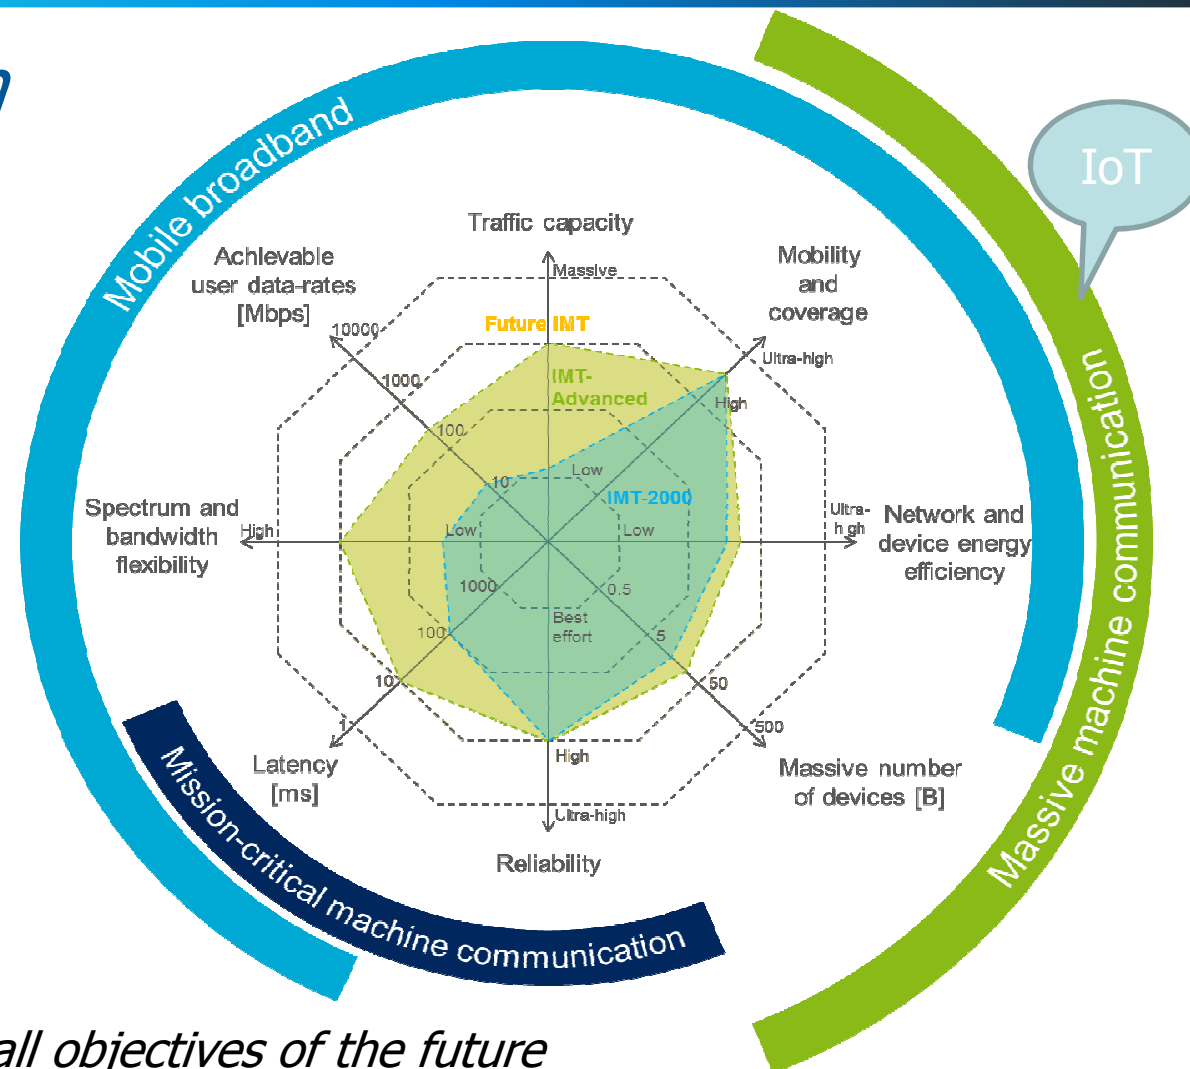 Mobile broadband
IoT
Traffic capacity
Massive
Achievable
user data-rates
[Mbps]
10000
1000
100
10
Mobility
and
coverage
Ultra-high
High
Future IMT
IMT-
Advanced
IMT-2000
Low
Low
Low
Spectrum and
bandwidth
flexibility
High
Ultra-
high
Network and
device energy
efficiency
1000
100
10
1
Latency
[ms]
0.5
5
50
500
Massive number
of devices [B]
Best
effort
High
Ultra-high
Reliability
Massive machine communication
Mission-critical machine communication
all objectives of the future